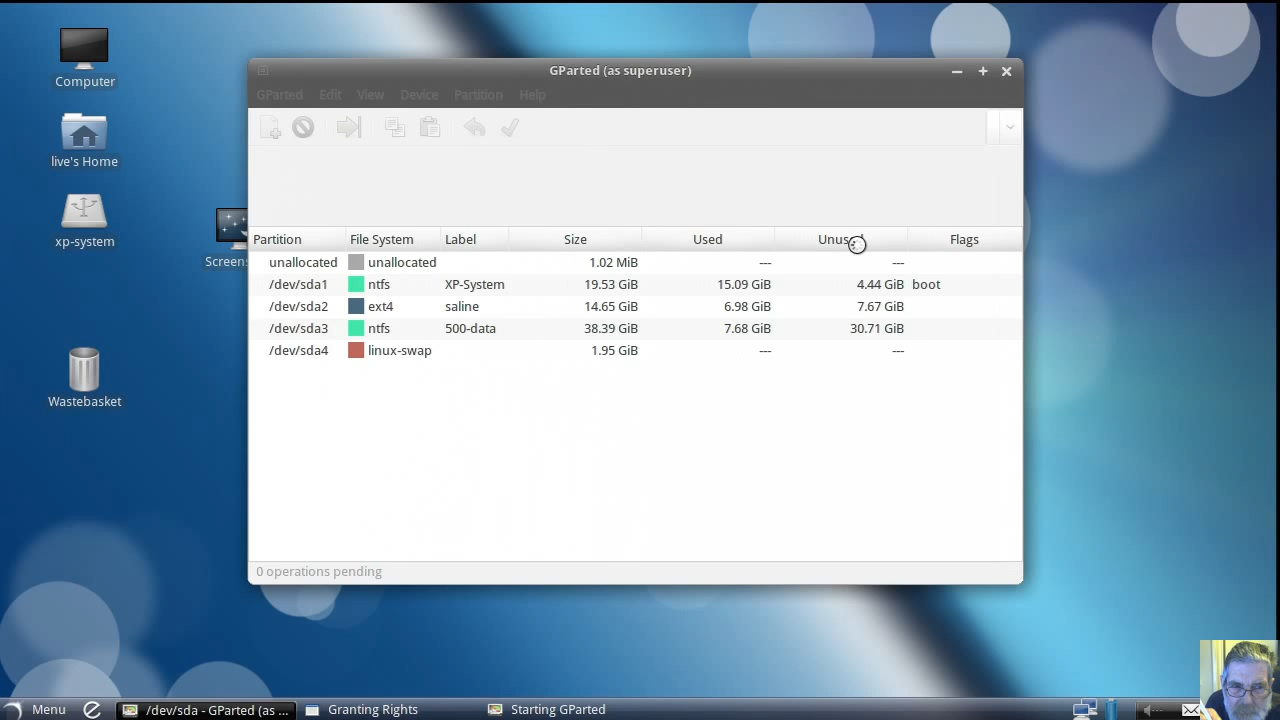 Computer
live's Home
xp-system
Screens
Wastebasket
GParted (as superuser)
GParted Edit View Device Partition Help
Partition File System Label Size Used Unused Flags
unallocated unallocated 1.02 MiB --- ---
/dev/sda1 ntfs XP-System 19.53 GiB 15.09 GiB 4.44 GiB boot
/dev/sda2 ext4 saline 14.65 GiB 6.98 GiB 7.67 GiB
/dev/sda3 ntfs 500-data 38.39 GiB 7.68 GiB 30.71 GiB
/dev/sda4 linux-swap 1.95 GiB --- ---
0 operations pending
Menu /dev/sda - GParted (as ... Granting Rights Starting GParted